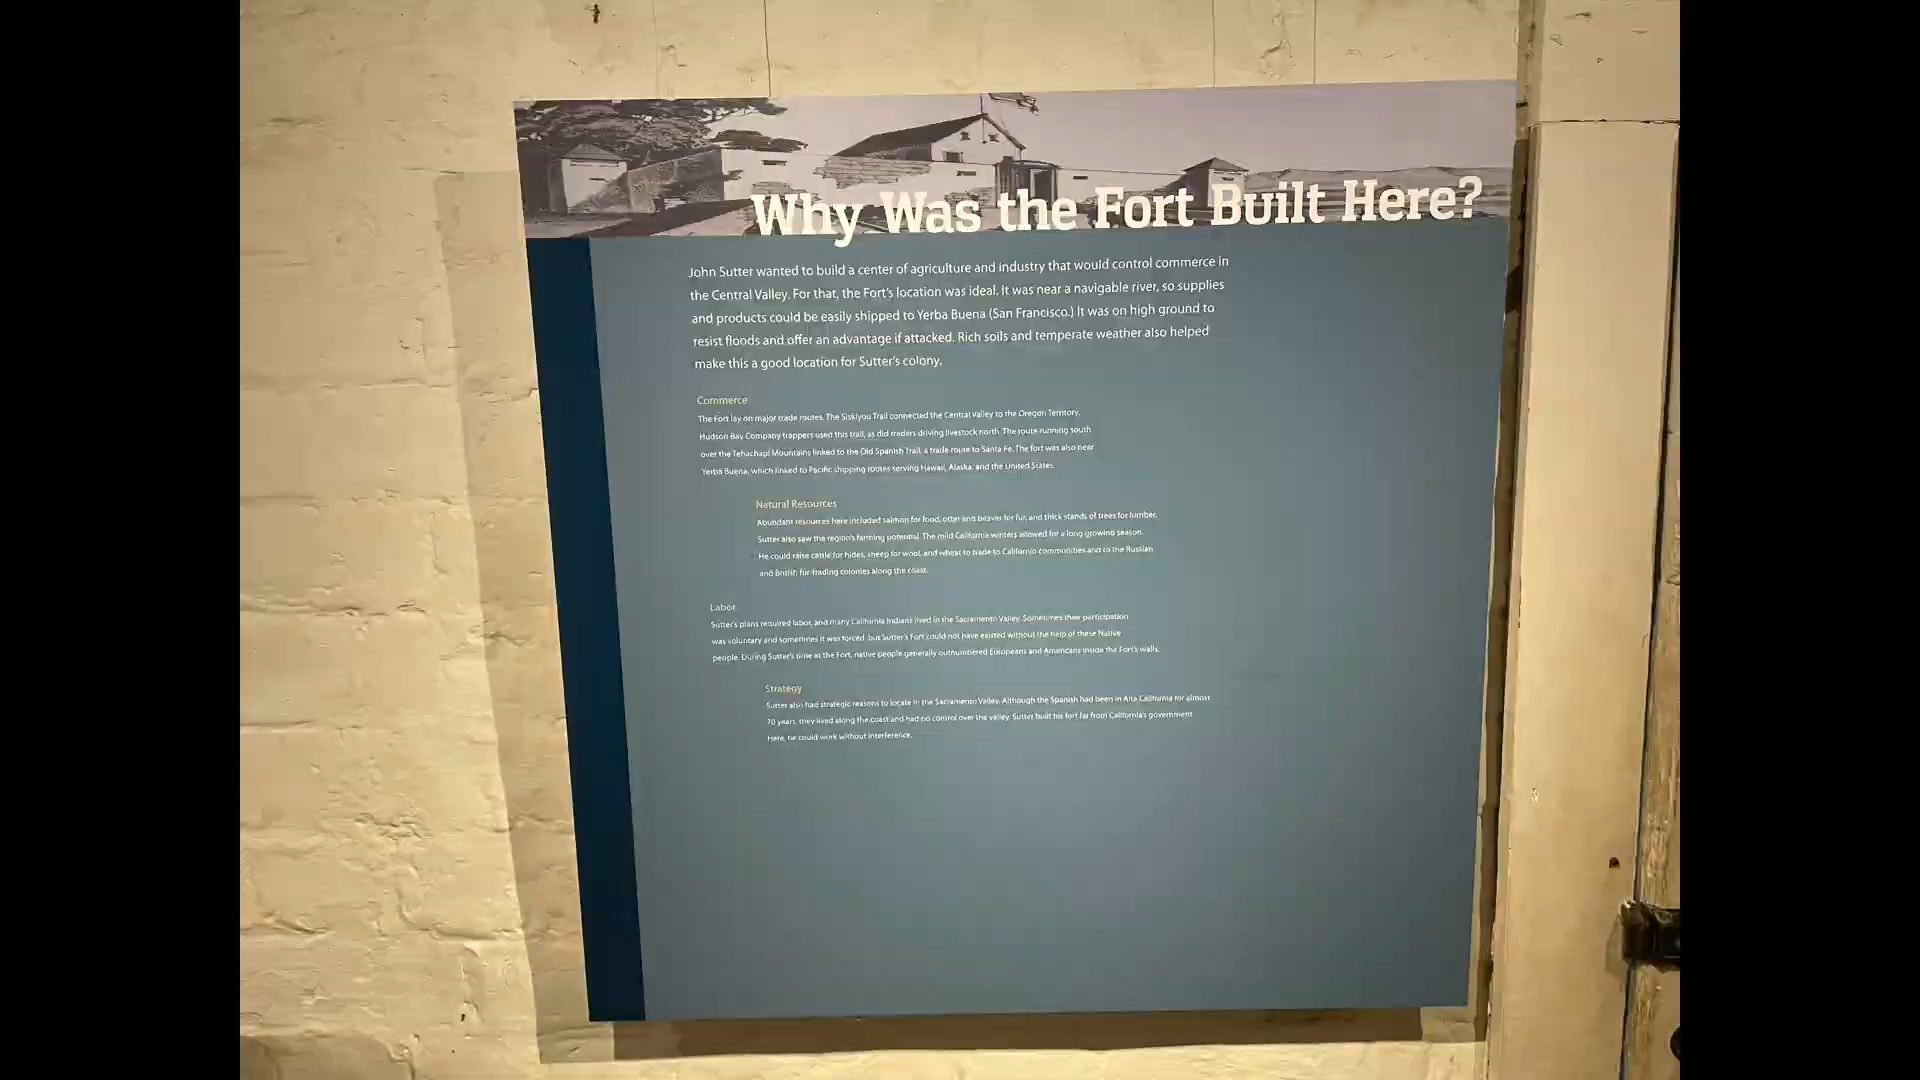 Why Was the Fort Built Here?
John Sutter wanted to build a center of agriculture and industry that would control commerce in
the Central Valley. For that, the Fort's location was ideal. It was near a navigable river, so supplies
and products could be easily shipped to Yerba Buena (San Francisco.) It was on high ground to
resist floods and offer an advantage if attacked. Rich soils and temperate weather also helped
make this a good location for Sutter's colony.
Commerce
The Fort lay on major trade routes. The Siskiyou Trail connected the Central Valley to the Oregon Territory.
Hudson Bay Company trappers used this trail, as did traders driving livestock north. The route running south
over the Tehachapi Mountains linked to the Old Spanish Trail, a trade route to Santa Fe. The fort was also near
Yerba Buena, which linked to Pacific shipping routes serving Hawaii, Alaska, and the United States.
Natural Resources
Abundant resources here included salmon for food, otter and beaver for fur, and thick stands of trees for lumber.
Sutter also saw the region's farming potential. The mild California winters allowed for a long growing season.
He could raise cattle for hides, sheep for wool, and wheat to trade to California communities and to the Russian
and British fur-trading colonies along the coast.
Labor
Sutter's plans required labor, and many California Indians lived in the Sacramento Valley. Sometimes their participation
was voluntary and sometimes it was forced, but Sutter's Fort could not have existed without the help of these Native
people. During Sutter's time at the Fort, native people generally outnumbered Europeans and Americans inside the Fort's walls.
Strategy
Sutter also had strategic reasons to locate in the Sacramento Valley. Although the Spanish had been in Alta California for almost
70 years, they lived along the coast and had no control over the valley. Sutter built his fort far from California's government.
Here, he could work without interference.